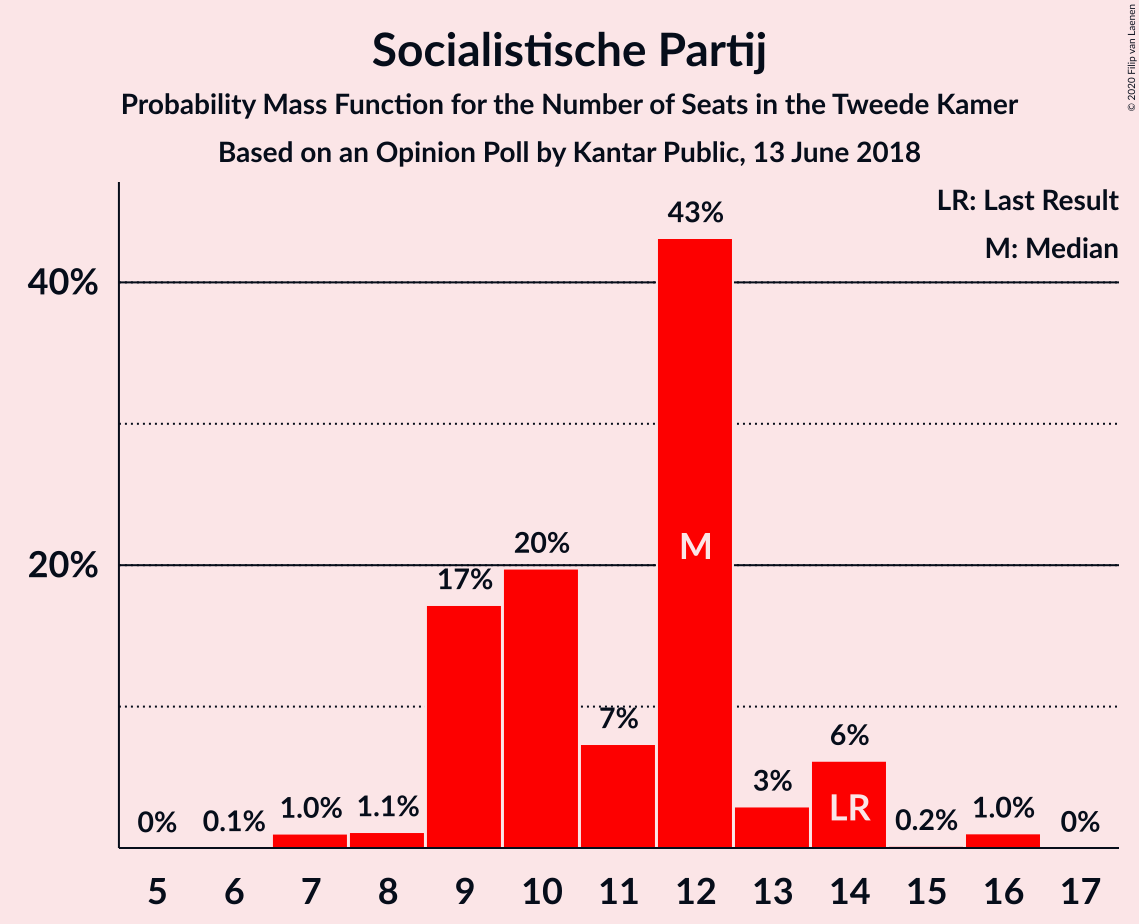 Socialistische Partij
Probability Mass Function for the Number of Seats in the Tweede Kamer
Based on an Opinion Poll by Kantar Public, 13 June 2018
© 2020 Filip van Laenen
LR: Last Result
M: Median
40%
20%
0%
0.1%
1.0%
1.1%
17%
20%
7%
43%
M
3%
6%
LR
0.2%
1.0%
0%
5 6 7 8 9 10 11 12 13 14 15 16 17